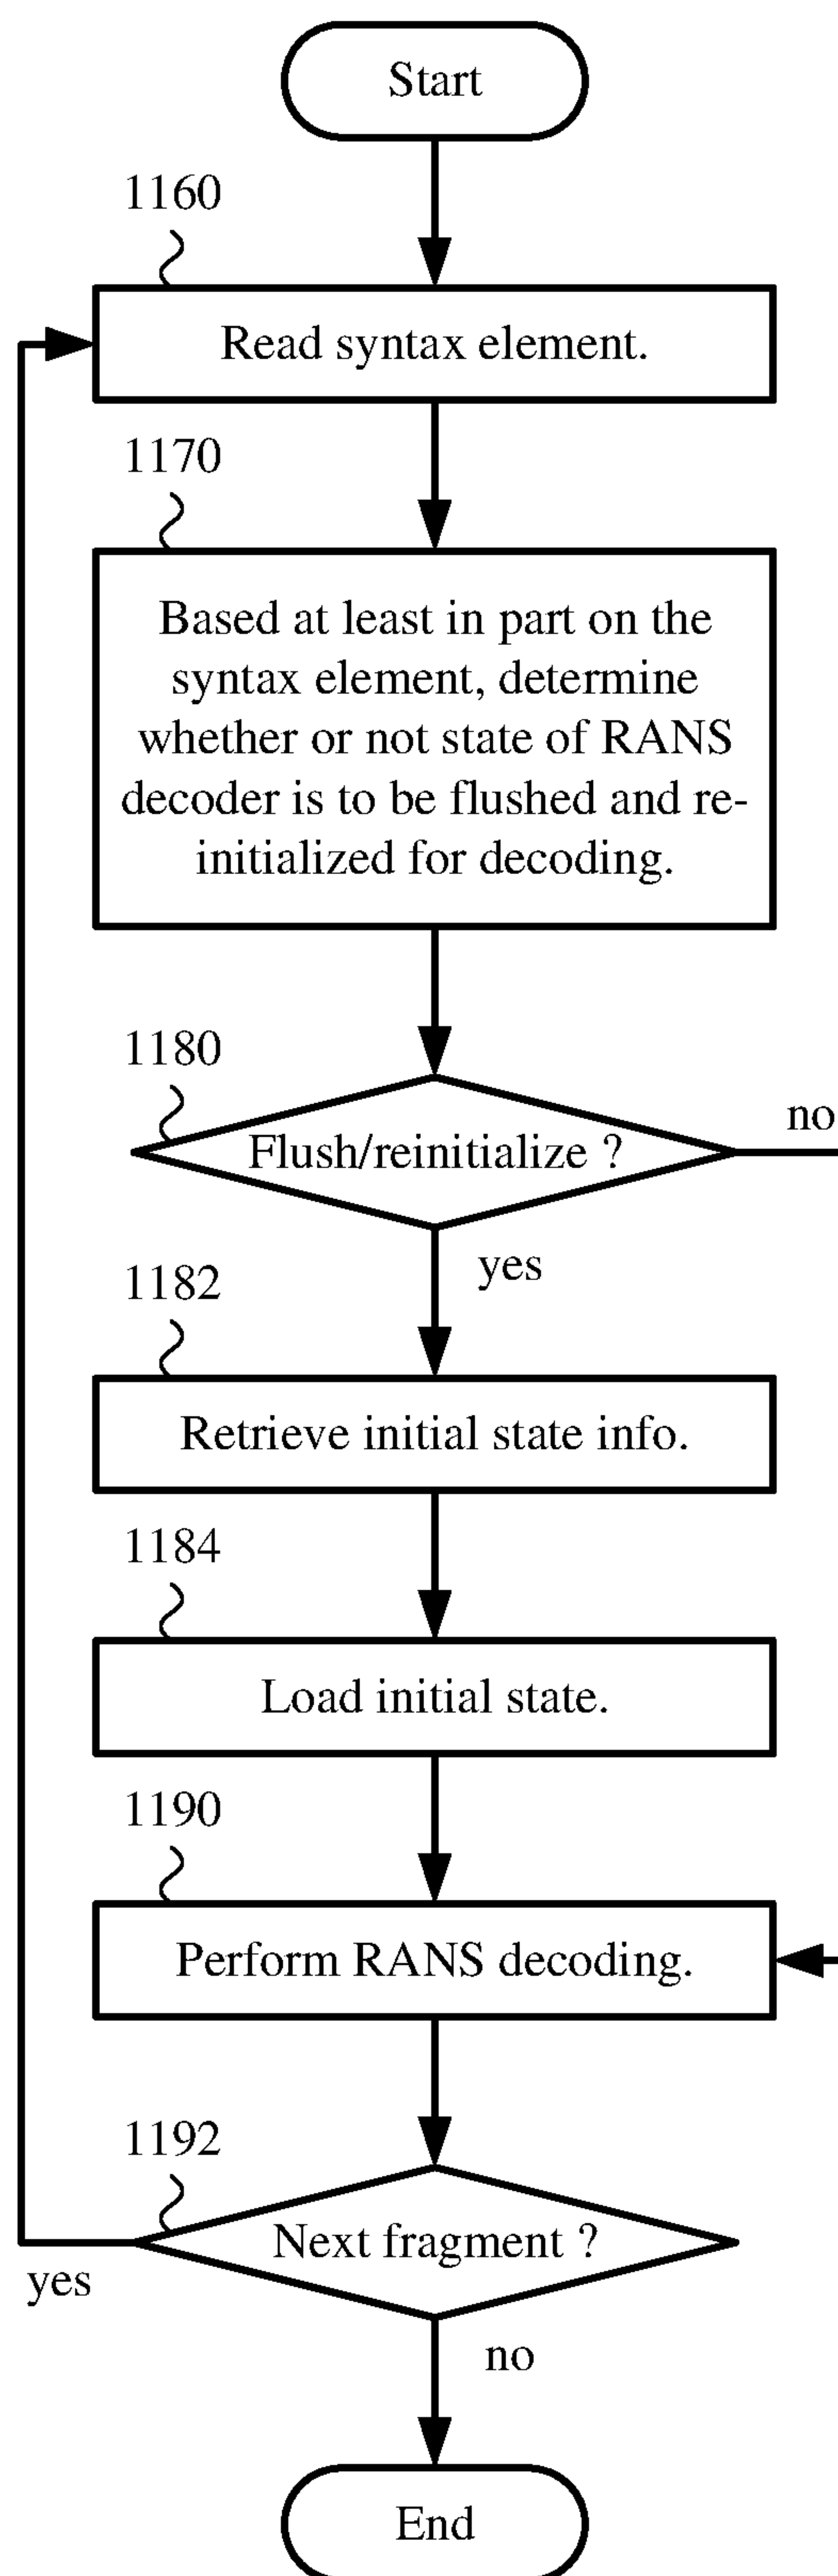 Start
1160
Read syntax element.
1170
Based at least in part on the
syntax element, determine
whether or not state of RANS
decoder is to be flushed and re-
initialized for decoding.
1180
no
Flush/reinitialize ?
yes
1182
Retrieve initial state info.
1184
Load initial state.
1190
Perform RANS decoding.
1192
Next fragment ?
yes
no
End